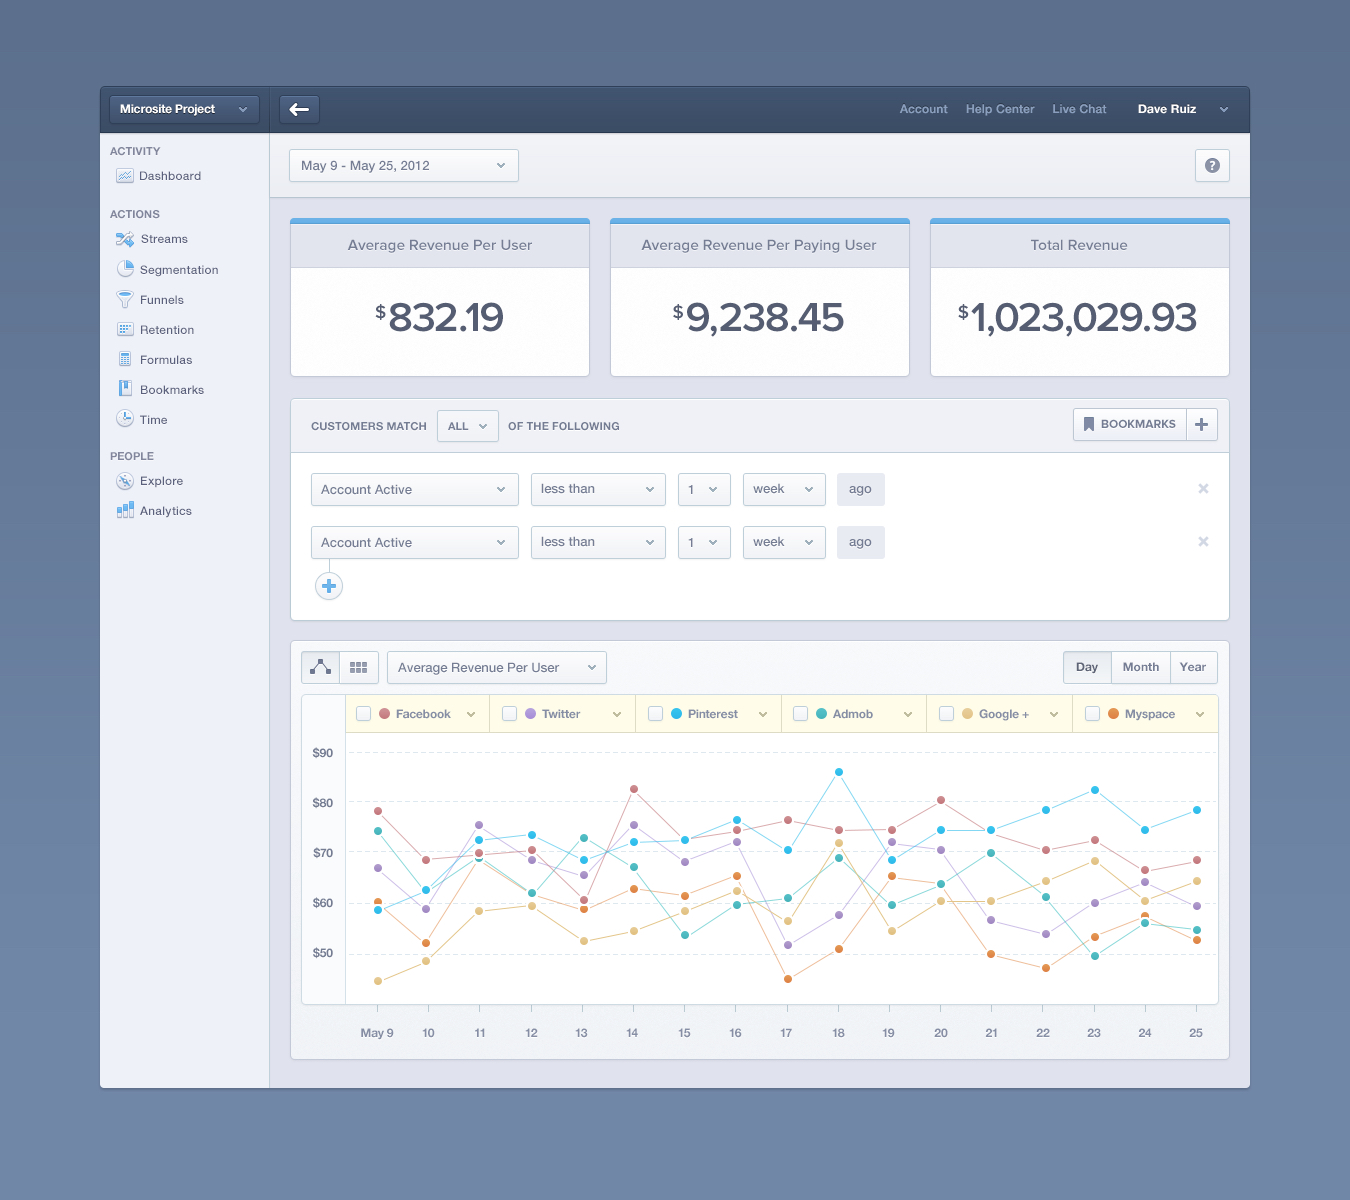 Microsite Project
Account Help Center Live Chat Dave Ruiz
ACTIVITY
Dashboard
ACTIONS
Streams
Segmentation
Funnels
Retention
Formulas
Bookmarks
Time
PEOPLE
Explore
Analytics
May 9 - May 25, 2012
?
Average Revenue Per User
$832.19
Average Revenue Per Paying User
$9,238.45
Total Revenue
$1,023,029.93
CUSTOMERS MATCH ALL OF THE FOLLOWING
BOOKMARKS
Account Active less than 1 week ago
Account Active less than 1 week ago
Average Revenue Per User
Day Month Year
Facebook Twitter Pinterest Admob Google + Myspace
$90
$80
$70
$60
$50
May 9 10 11 12 13 14 15 16 17 18 19 20 21 22 23 24 25